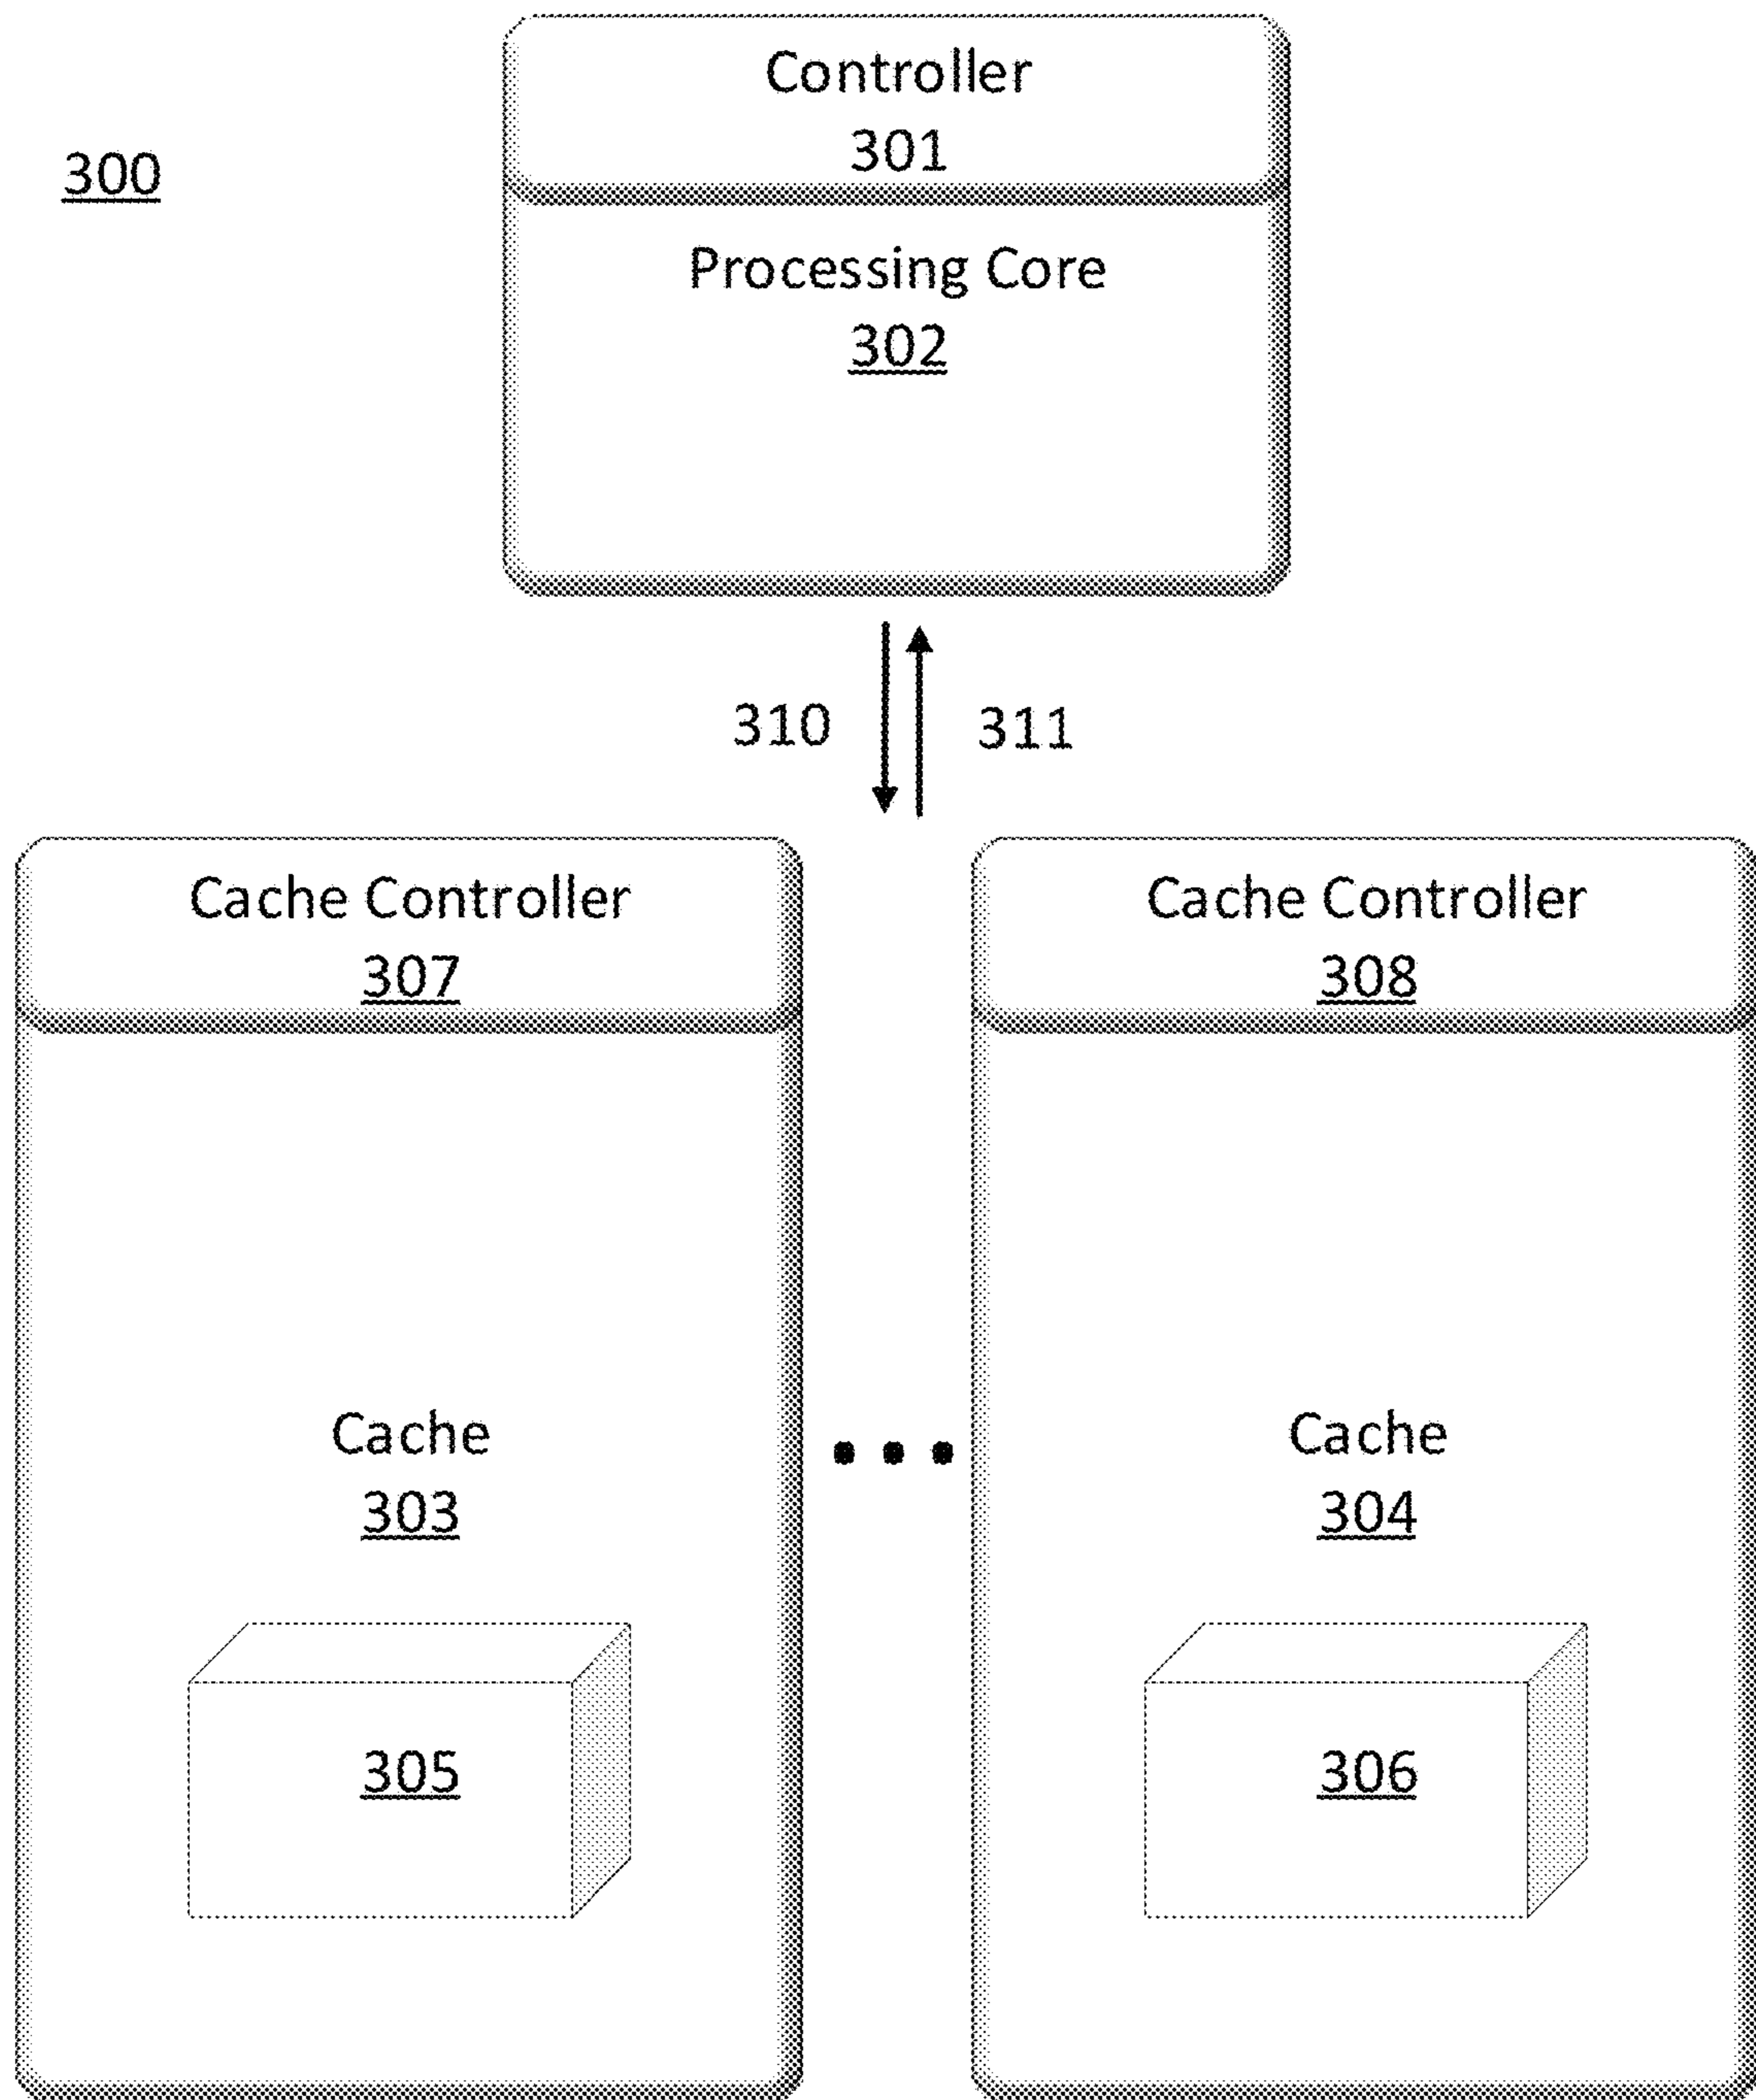 Controller
301
300
Processing Core
302
310
311
Cache Controller
307
Cache Controller
308
Cache
303
Cache
304
305
306